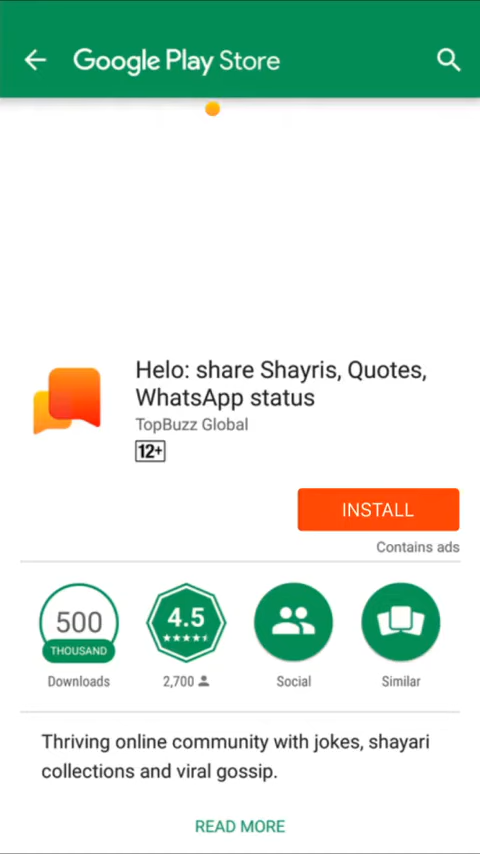 Google Play Store
Helo: share Shayris, Quotes,
WhatsApp status
TopBuzz Global
12+
INSTALL
Contains ads
500
THOUSAND
Downloads
4.5
2,700
Social
Similar
Thriving online community with jokes, shayari
collections and viral gossip.
READ MORE